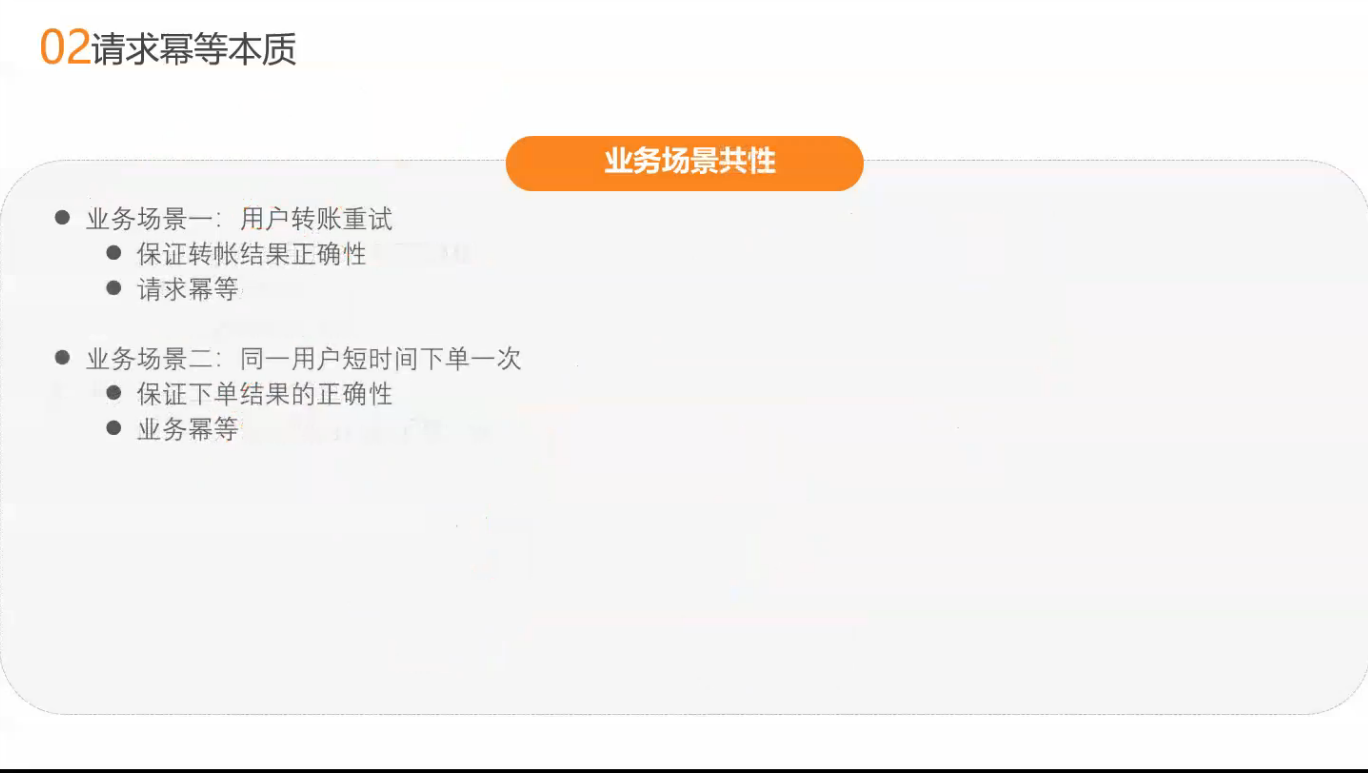 02请求幂等本质
业务场景共性
● 业务场景一：用户转账重试
● 保证转帐结果正确性
● 请求幂等
● 业务场景二：同一用户短时间下单一次
● 保证下单结果的正确性
● 业务幂等